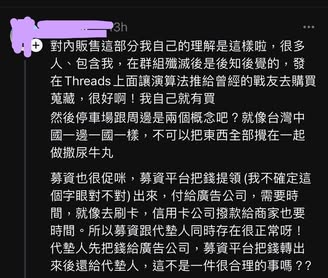 3h
對內販售這部分我自己的理解是這樣啦，很多
人、包含我，在群組殲滅後是後知後覺的，發
在Threads上面讓演算法推給曾經的戰友去購買
蒐藏，很好啊！我自己就有買
然後停車場跟周邊是兩個概念吧？就像台灣中
國一邊一國一樣，不可以把東西全部攪在一起
做撒尿牛丸
募資也很促咪，募資平台把錢提領(我不確定這
個字眼對不對)出來，付給廣告公司，需要時
間，就像去刷卡，信用卡公司撥款給商家也要
時間。所以募資跟代墊人同時存在很正常呀！
代墊人先把錢給廣告公司，募資平台把錢轉出
來後還給代墊人，這不是一件很合理的事嗎??